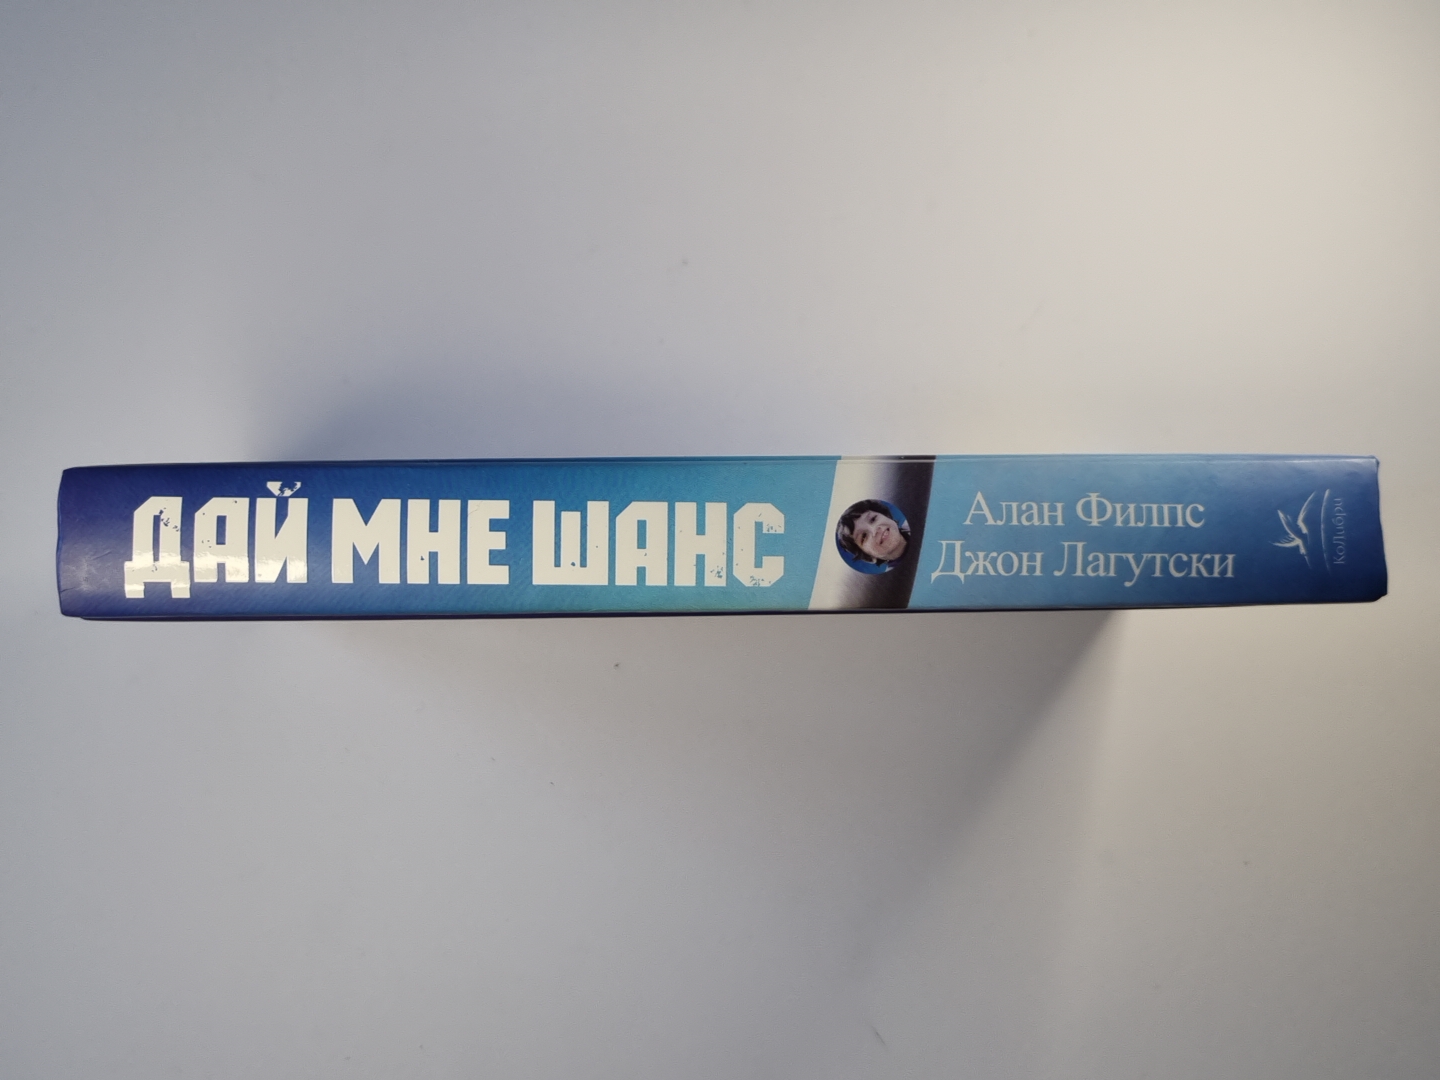 ДАЙ МНЕ ШАНС
Алан Филпс
Джон Лагутски
КоЛибри